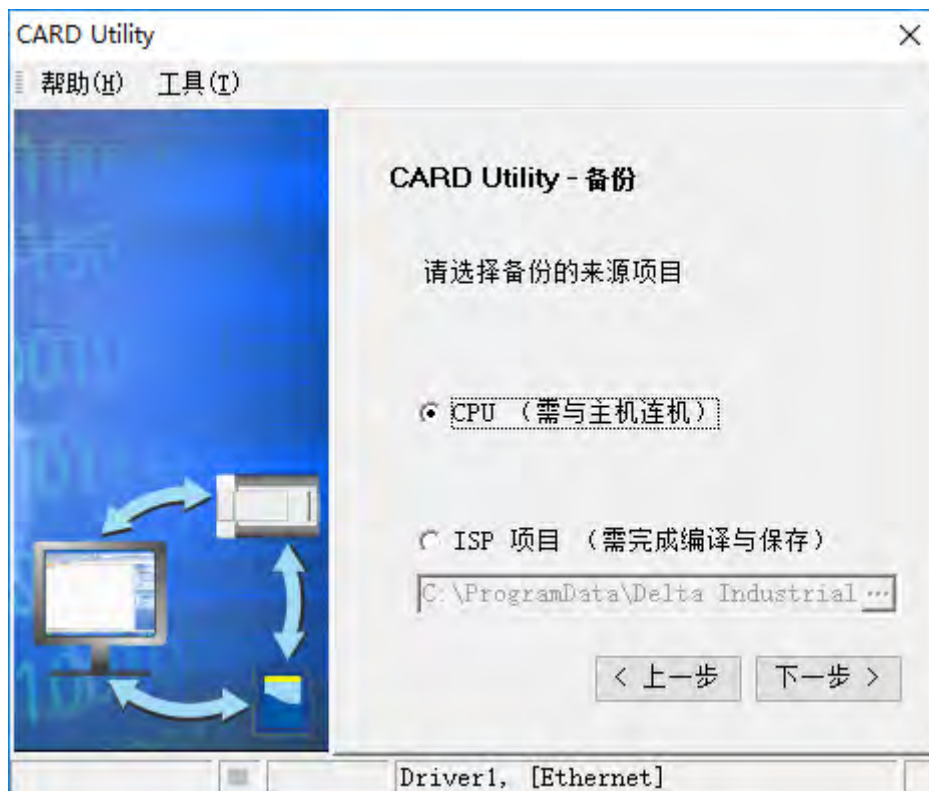 CARD Utility
帮助(H) 工具(T)
CARD Utility - 备份
请选择备份的来源项目
CPU （需与主机连机）
ISP 项目 （需完成编译与保存）
C:\ProgramData\Delta Industrial ...
< 上一步 下一步 >
Driver1, [Ethernet]